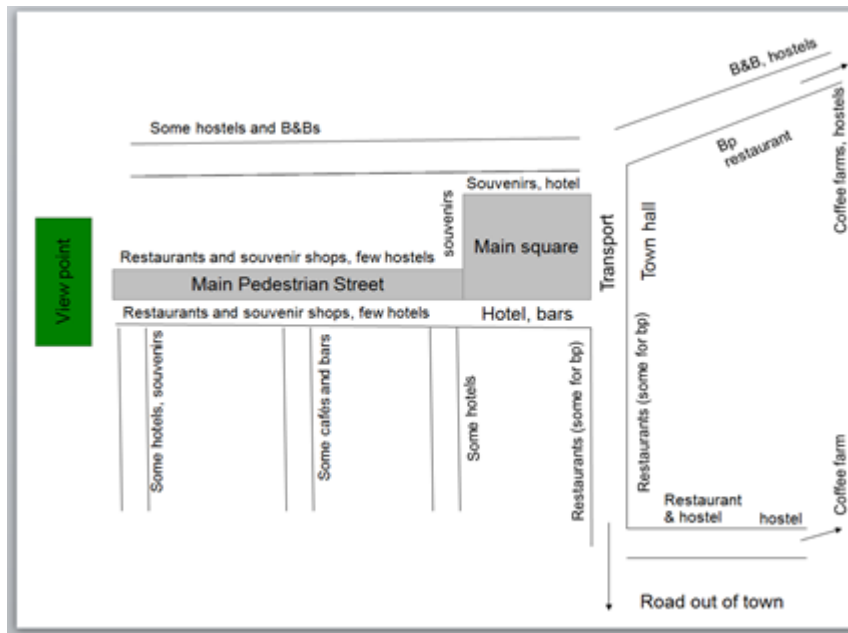 B&B, hostels
Some hostels and B&Bs
Bp
restaurant
Coffee farms, hostels
Souvenirs, hotel
souvenirs
Main square
Transport
Town hall
View point
Restaurants and souvenir shops, few hostels
Main Pedestrian Street
Restaurants and souvenir shops, few hotels
Hotel, bars
Some hotels, souvenirs
Some cafés and bars
Some hotels
Restaurants (some for bp)
Restaurants (some for bp)
Restaurant
& hostel
hostel
Coffee farm
Road out of town